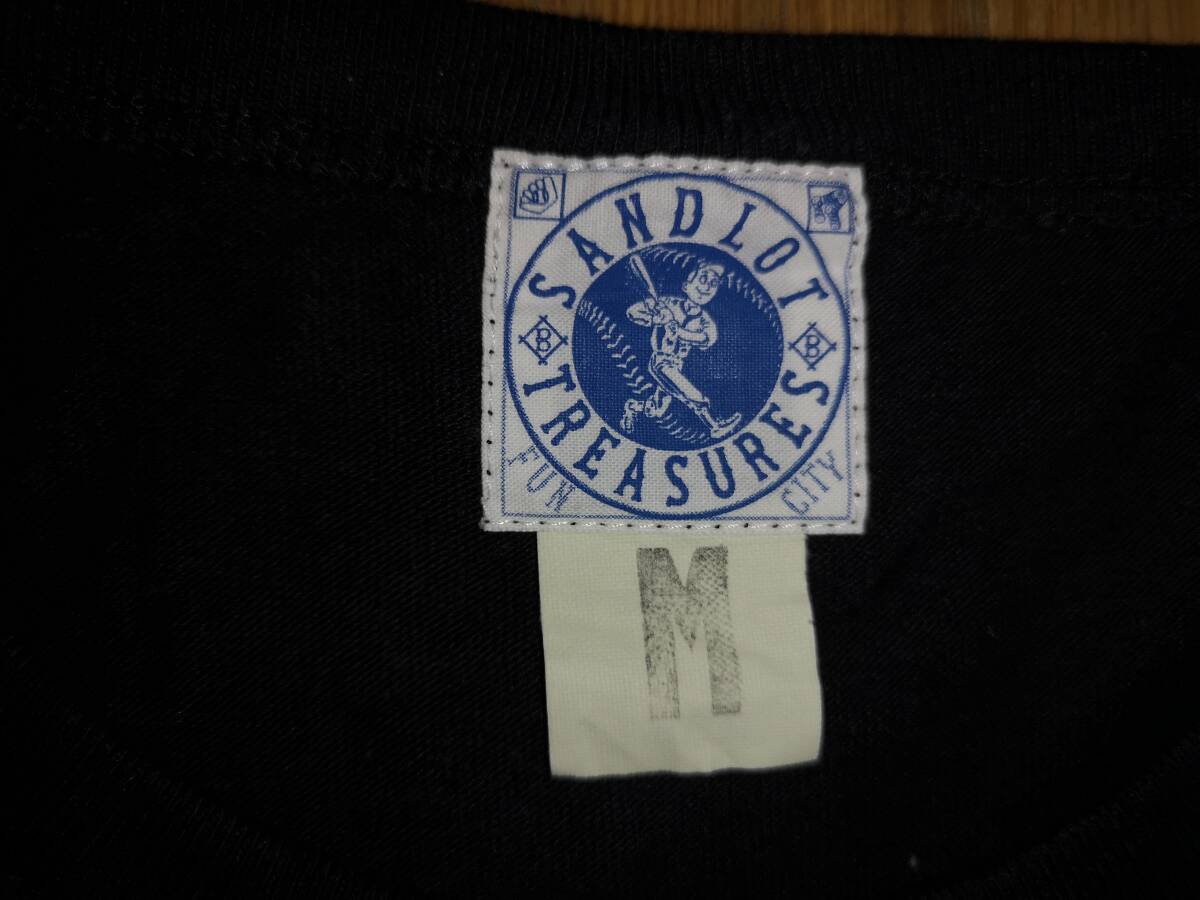 SANDLOT
B B
TREASURES
FUN CITY
M